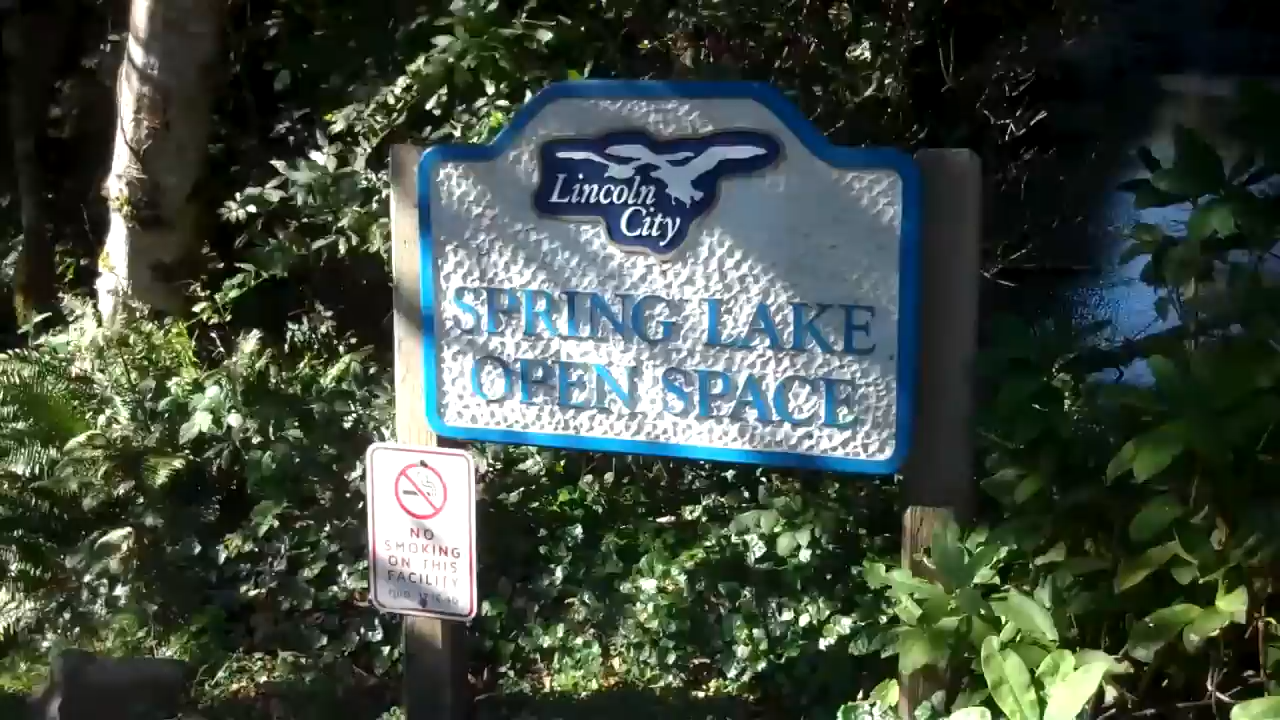 Lincoln
City
SPRING LAKE
OPEN SPACE
NO
SMOKING
ON THIS
FACILITY